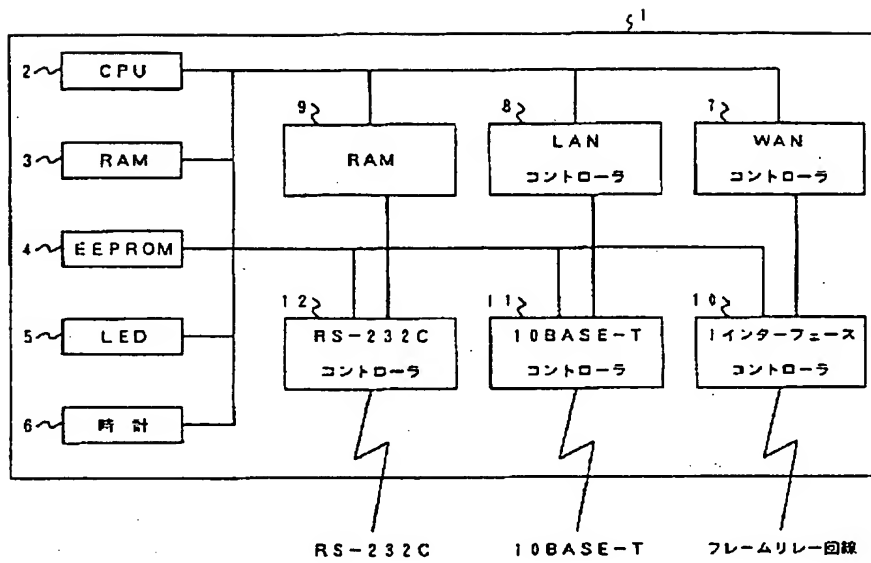 1
2 CPU
9
8
7
RAM
LAN
コントローラ
WAN
コントローラ
3 RAM
4 EEPROM
12
11
10
5 LED
RS-232C
コントローラ
10BASE-T
コントローラ
Iインターフェース
コントローラ
6 時計
RS-232C
10BASE-T
フレームリレー回線